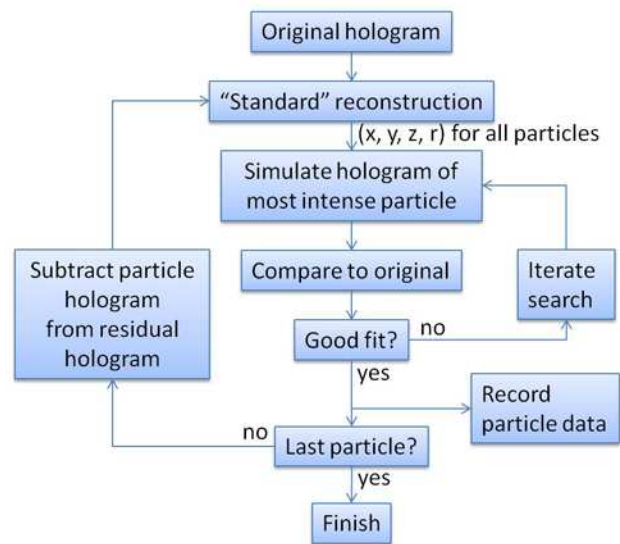 Original hologram
“Standard” reconstruction
(x, y, z, r) for all particles
Simulate hologram of
most intense particle
Subtract particle
hologram
from residual
hologram
Compare to original
Iterate
search
Good fit?
no
yes
Record
particle data
no
Last particle?
yes
Finish